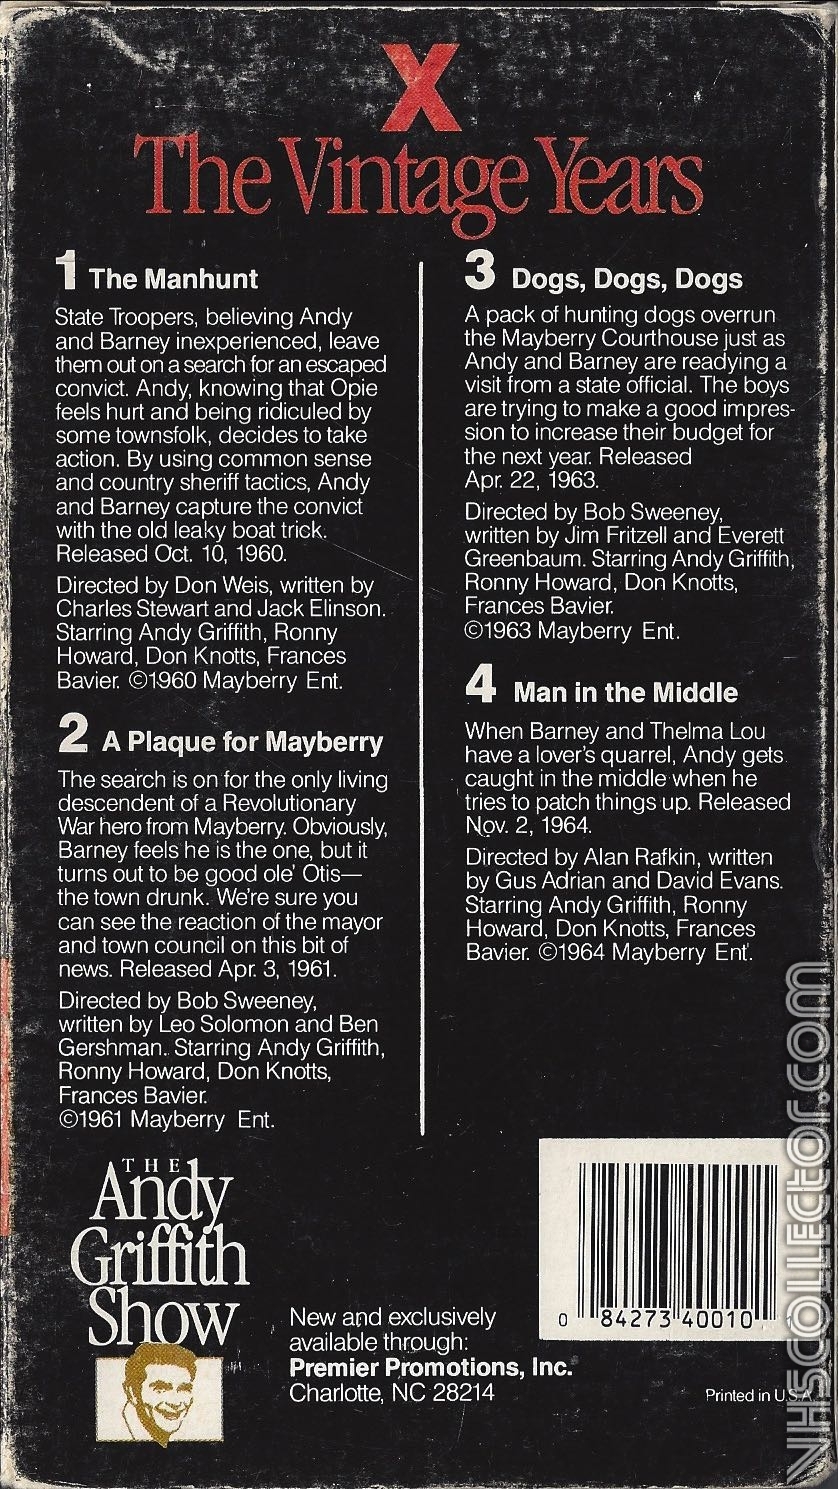 X
The Vintage Years
1 The Manhunt
State Troopers, believing Andy
and Barney inexperienced, leave
them out on a search for an escaped
convict. Andy, knowing that Opie
feels hurt and being ridiculed by
some townsfolk, decides to take
action. By using common sense
and country sheriff tactics, Andy
and Barney capture the convict
with the old leaky boat trick.
Released Oct. 10, 1960.
Directed by Don Weis, written by
Charles Stewart and Jack Elinson.
Starring Andy Griffith, Ronny
Howard, Don Knotts, Frances
Bavier. ©1960 Mayberry Ent.
2 A Plaque for Mayberry
The search is on for the only living
descendent of a Revolutionary
War hero from Mayberry. Obviously,
Barney feels he is the one, but it
turns out to be good ole' Otis—
the town drunk. We're sure you
can see the reaction of the mayor
and town council on this bit of
news. Released Apr. 3, 1961.
Directed by Bob Sweeney,
written by Leo Solomon and Ben
Gershman. Starring Andy Griffith,
Ronny Howard, Don Knotts,
Frances Bavier.
©1961 Mayberry Ent.
3 Dogs, Dogs, Dogs
A pack of hunting dogs overrun
the Mayberry Courthouse just as
Andy and Barney are readying a
visit from a state official. The boys
are trying to make a good impres-
sion to increase their budget for
the next year. Released
Apr. 22, 1963.
Directed by Bob Sweeney,
written by Jim Fritzell and Everett
Greenbaum. Starring Andy Griffith,
Ronny Howard, Don Knotts,
Frances Bavier.
©1963 Mayberry Ent.
4 Man in the Middle
When Barney and Thelma Lou
have a lover's quarrel, Andy gets
caught in the middle when he
tries to patch things up. Released
Nov. 2, 1964.
Directed by Alan Rafkin, written
by Gus Adrian and David Evans.
Starring Andy Griffith, Ronny
Howard, Don Knotts, Frances
Bavier. ©1964 Mayberry Ent.
THE
Andy
Griffith
Show
New and exclusively
available through:
Premier Promotions, Inc.
Charlotte, NC 28214
0 84273 40010 1
Printed in U.S.A.
VHSCOLLECTOR.COM